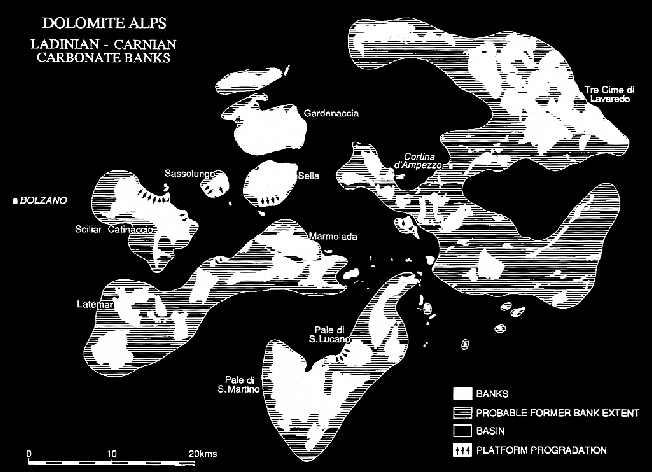 DOLOMITE ALPS
LADINIAN - CARNIAN
CARBONATE BANKS
Tre Cime di
Lavaredo
Gardenaccia
Cortina
d'Ampezzo
Sassolungo
Sella
BOLZANO
Sciliar Catinaccio
Marmolada
Latemar
Pale di
S. Lucano
Pale di
S. Martino
BANKS
PROBABLE FORMER BANK EXTENT
BASIN
PLATFORM PROGRADATION
0 10 20kms